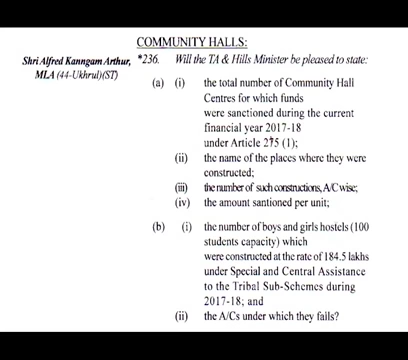 COMMUNITY HALLS:
Shri Alfred Kanngam Arthur, *236. Will the TA & Hills Minister be pleased to state:
MLA (44-Ukhrul)(ST)
(a) (i) the total number of Community Hall
Centres for which funds
were sanctioned during the current
financial year 2017-18
under Article 275 (1);
(ii) the name of the places where they were
constructed;
(iii) the number of such constructions, A/C wise;
(iv) the amount santioned per unit;
(b) (i) the number of boys and girls hostels (100
students capacity) which
were constructed at the rate of 184.5 lakhs
under Special and Central Assistance
to the Tribal Sub-Schemes during
2017-18; and
(ii) the A/Cs under which they falls?